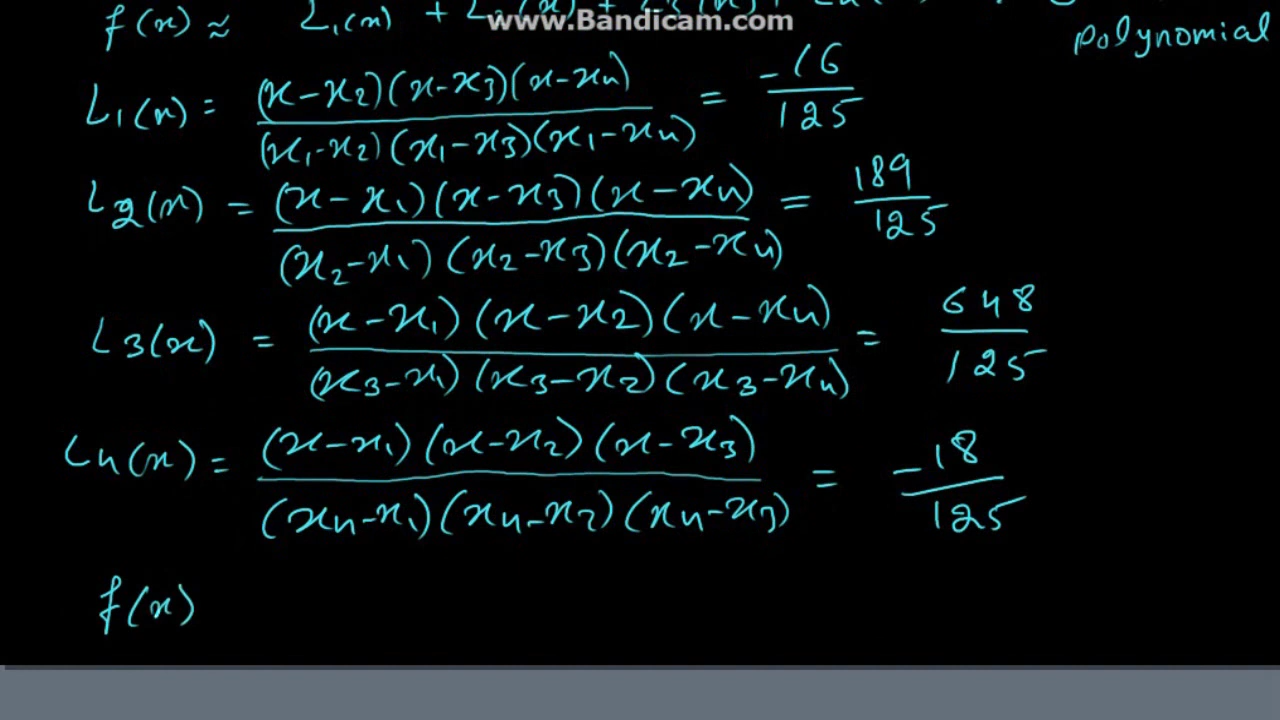 www.Bandicam.com
f(x) ≈ L₁(x) + L
polynomial
L₁(x) = (x-x₂)(x-x₃)(x-x₄) / (x₁-x₂)(x₁-x₃)(x₁-x₄) = -16/125
L₂(x) = (x-x₁)(x-x₃)(x-x₄) / (x₂-x₁)(x₂-x₃)(x₂-x₄) = 189/125
L₃(x) = (x-x₁)(x-x₂)(x-x₄) / (x₃-x₁)(x₃-x₂)(x₃-x₄) = 648/125
L₄(x) = (x-x₁)(x-x₂)(x-x₃) / (x₄-x₁)(x₄-x₂)(x₄-x₃) = -18/125
f(x)